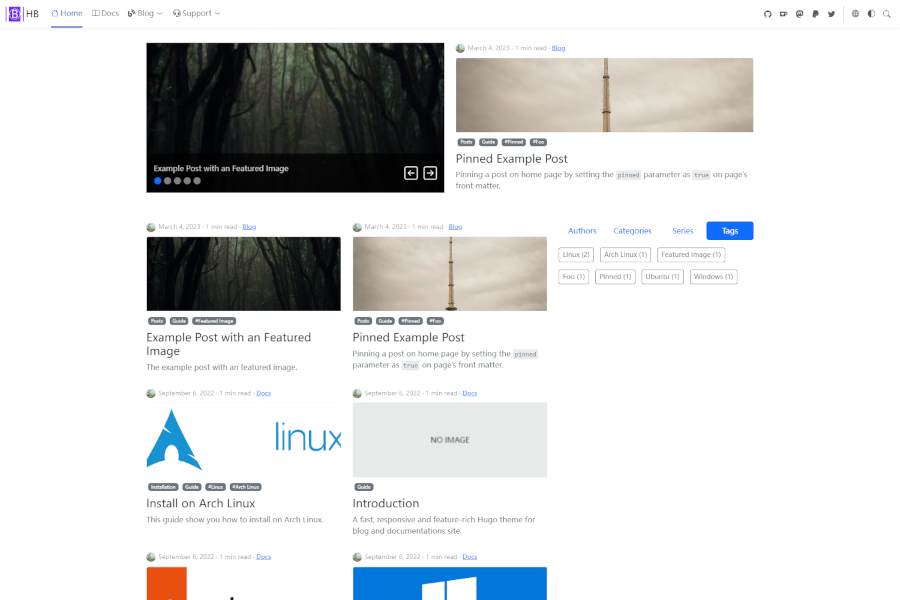 B HB Home Docs Blog Support
March 4, 2023 · 1 min read · Blog
Example Post with an Featured Image
Posts Guide #Pinned #Foo
Pinned Example Post
Pinning a post on home page by setting the pinned parameter as true on page's
front matter.
March 4, 2023 · 1 min read · Blog
Posts Guide #Featured Image
Example Post with an Featured
Image
The example post with an featured image.
March 4, 2023 · 1 min read · Blog
Posts Guide #Pinned #Foo
Pinned Example Post
Pinning a post on home page by setting the pinned
parameter as true on page's front matter.
Authors Categories Series Tags
Linux (2) Arch Linux (1) Featured Image (1)
Foo (1) Pinned (1) Ubuntu (1) Windows (1)
September 6, 2022 · 1 min read · Docs
linux
Installation Guide #Linux #Arch Linux
Install on Arch Linux
This guide show you how to install on Arch Linux.
September 6, 2022 · 1 min read · Docs
NO IMAGE
Guide
Introduction
A fast, responsive and feature-rich Hugo theme for
blog and documentations site.
September 6, 2022 · 1 min read · Docs
September 6, 2022 · 1 min read · Docs